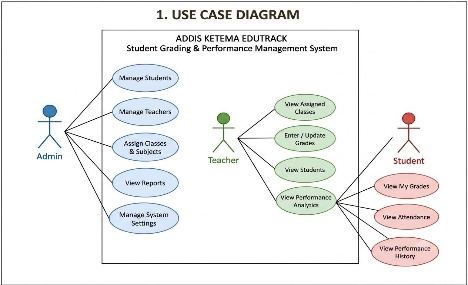 1. USE CASE DIAGRAM
ADDIS KETEMA EDUTRACK
Student Grading & Performance Management System
Manage Students
Manage Teachers
Assign Classes
& Subjects
View Reports
Manage System
Settings
Admin
Teacher
View Assigned
Classes
Enter / Update
Grades
View Students
View Performance
Analytics
Student
View My Grades
View Attendance
View Performance
History